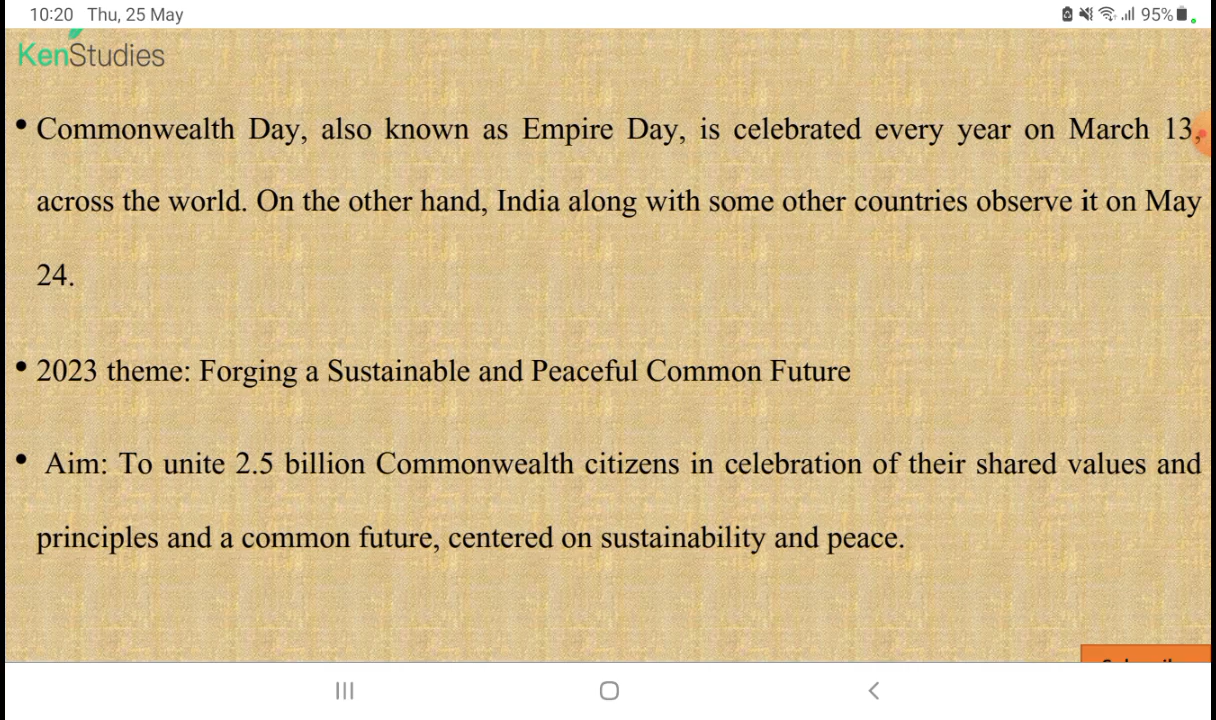 10:20 Thu, 25 May 95%
KenStudies
• Commonwealth Day, also known as Empire Day, is celebrated every year on March 13,
across the world. On the other hand, India along with some other countries observe it on May
24.
• 2023 theme: Forging a Sustainable and Peaceful Common Future
• Aim: To unite 2.5 billion Commonwealth citizens in celebration of their shared values and
principles and a common future, centered on sustainability and peace.